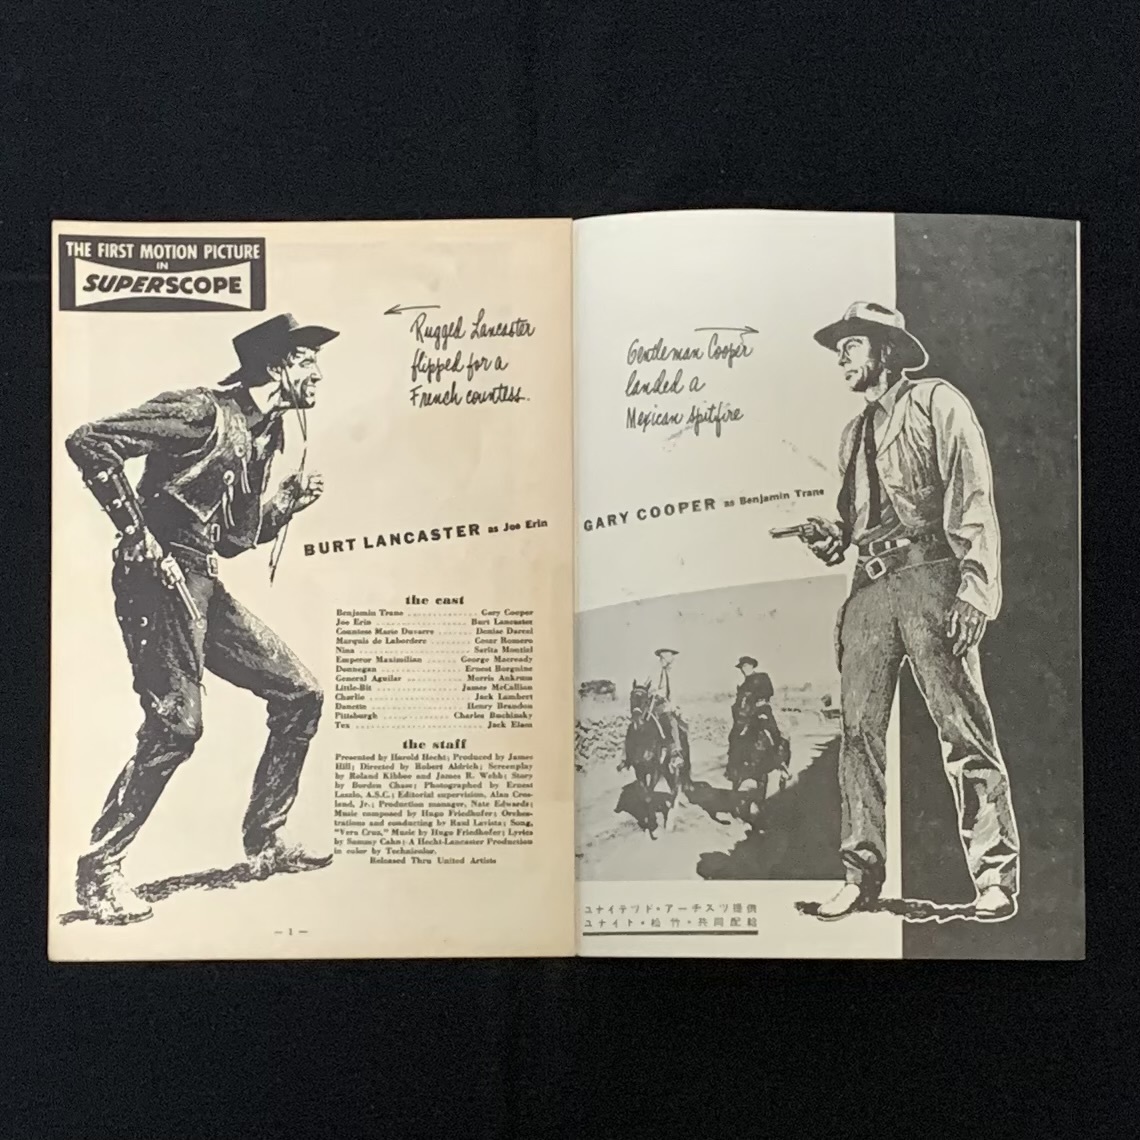 THE FIRST MOTION PICTURE
IN
SUPERSCOPE
Rugged Lancaster
flipped for a
French countess.
BURT LANCASTER as Joe Erin
the cast
Benjamin Trane ............ Gary Cooper
Joe Erin ................ Burt Lancaster
Countess Marie Duvarre ....... Denise Darcel
Marquis de Labordere ........ Cesar Romero
Nina .................... Sarita Montiel
Emperor Maximilian ...... George Macready
Donnegan ............... Ernest Borgnine
General Aguilar ............ Morris Ankrum
Little-Bit ................ James McCallion
Charlie .................. Jack Lambert
Danette ................. Henry Brandon
Pittsburgh ............. Charles Buchinsky
Tex ........................ Jack Elam
the staff
Presented by Harold Hecht; Produced by James
Hill; Directed by Robert Aldrich; Screenplay
by Roland Kibbee and James R. Webb; Story
by Borden Chase; Photographed by Ernest
Laszlo, A.S.C.; Editorial supervision, Alan Cros-
land, Jr.; Production manager, Nate Edwards;
Music composed by Hugo Friedhofer; Orches-
trations and conducting by Raul Lavista; Song,
"Vera Cruz," Music by Hugo Friedhofer; Lyrics
by Sammy Cahn; A Hecht-Lancaster Production
in color by Technicolor.
Released Thru United Artists
— 1 —
Gentleman Cooper
landed a
Mexican spitfire
GARY COOPER as Benjamin Trane
ユナイテツド・アーチスツ提供
ユナイト・松竹・共同配給